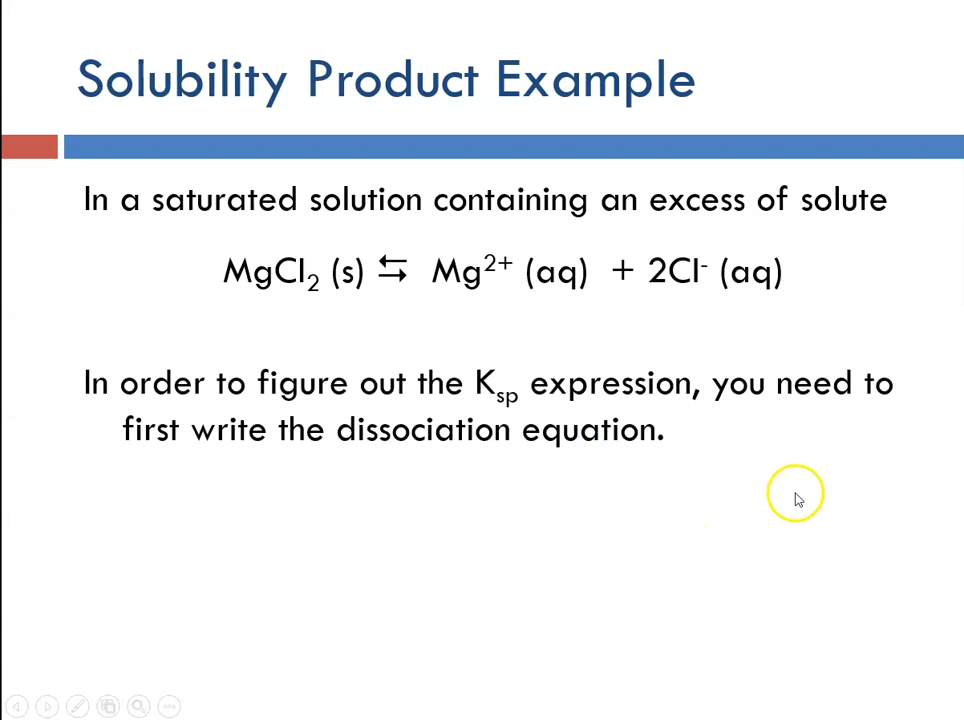 Solubility Product Example
In a saturated solution containing an excess of solute
MgCl₂ (s) ⇆ Mg²⁺ (aq) + 2Cl⁻ (aq)
In order to figure out the Kₛₚ expression, you need to
first write the dissociation equation.